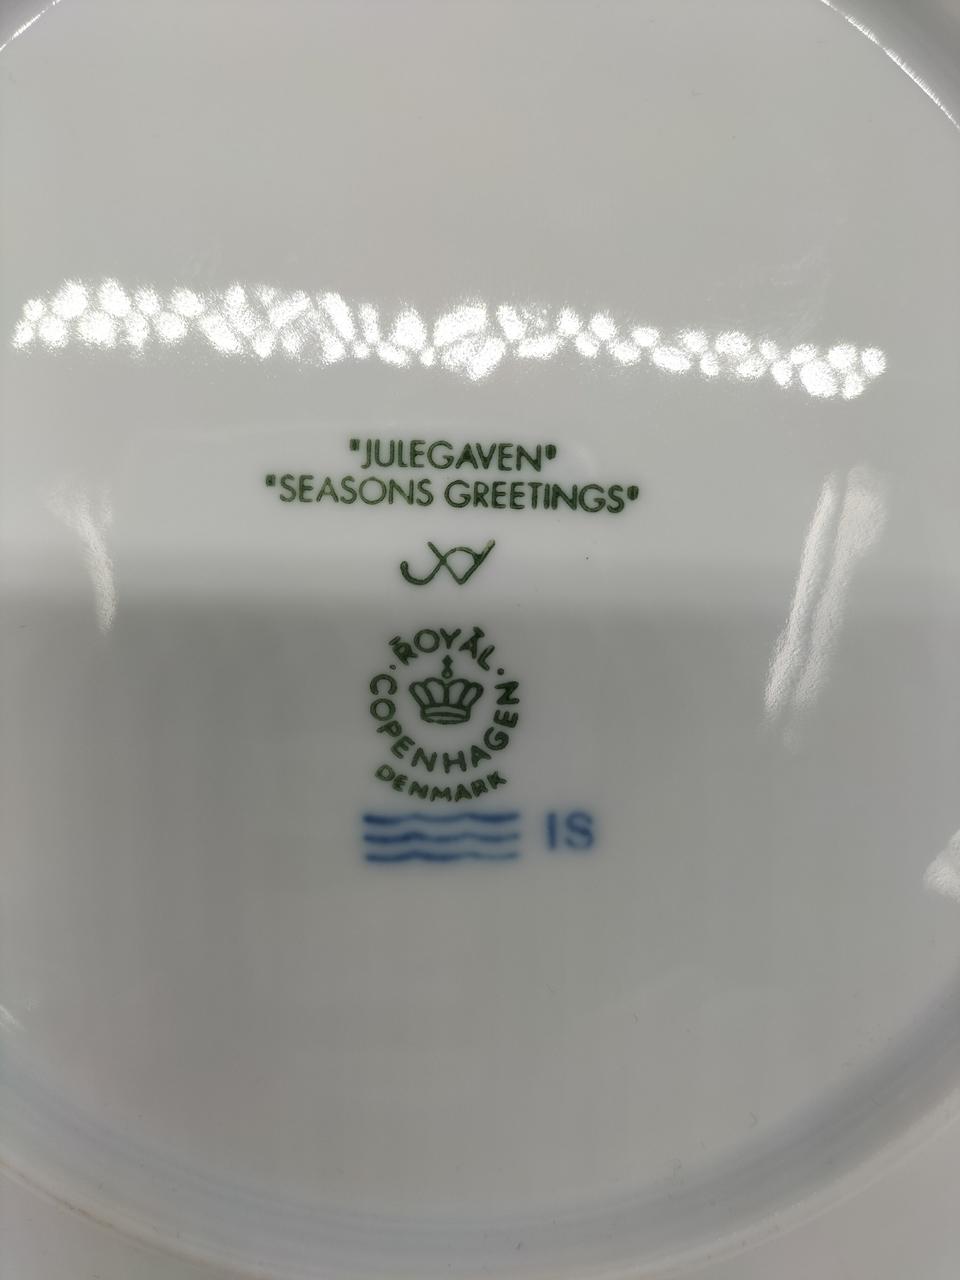 "JULEGAVEN"
"SEASONS GREETINGS"
ROYAL
COPENHAGEN
DENMARK
IS